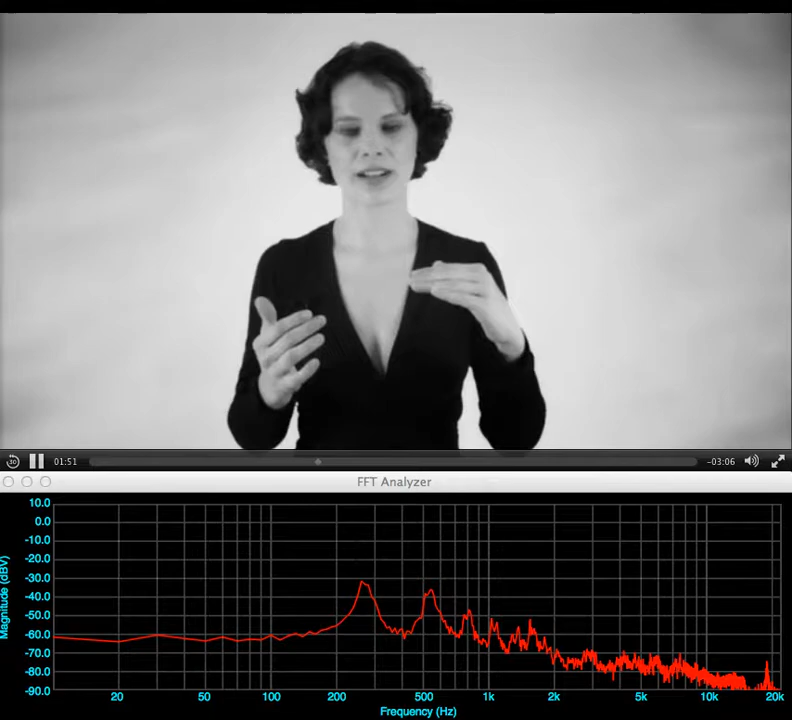 30 01:51 -03:06
FFT Analyzer
10.0
0.0
-10.0
-20.0
-30.0
-40.0
-50.0
-60.0
-70.0
-80.0
-90.0
Magnitude (dBV)
20 50 100 200 500 1k 2k 5k 10k 20k
Frequency (Hz)